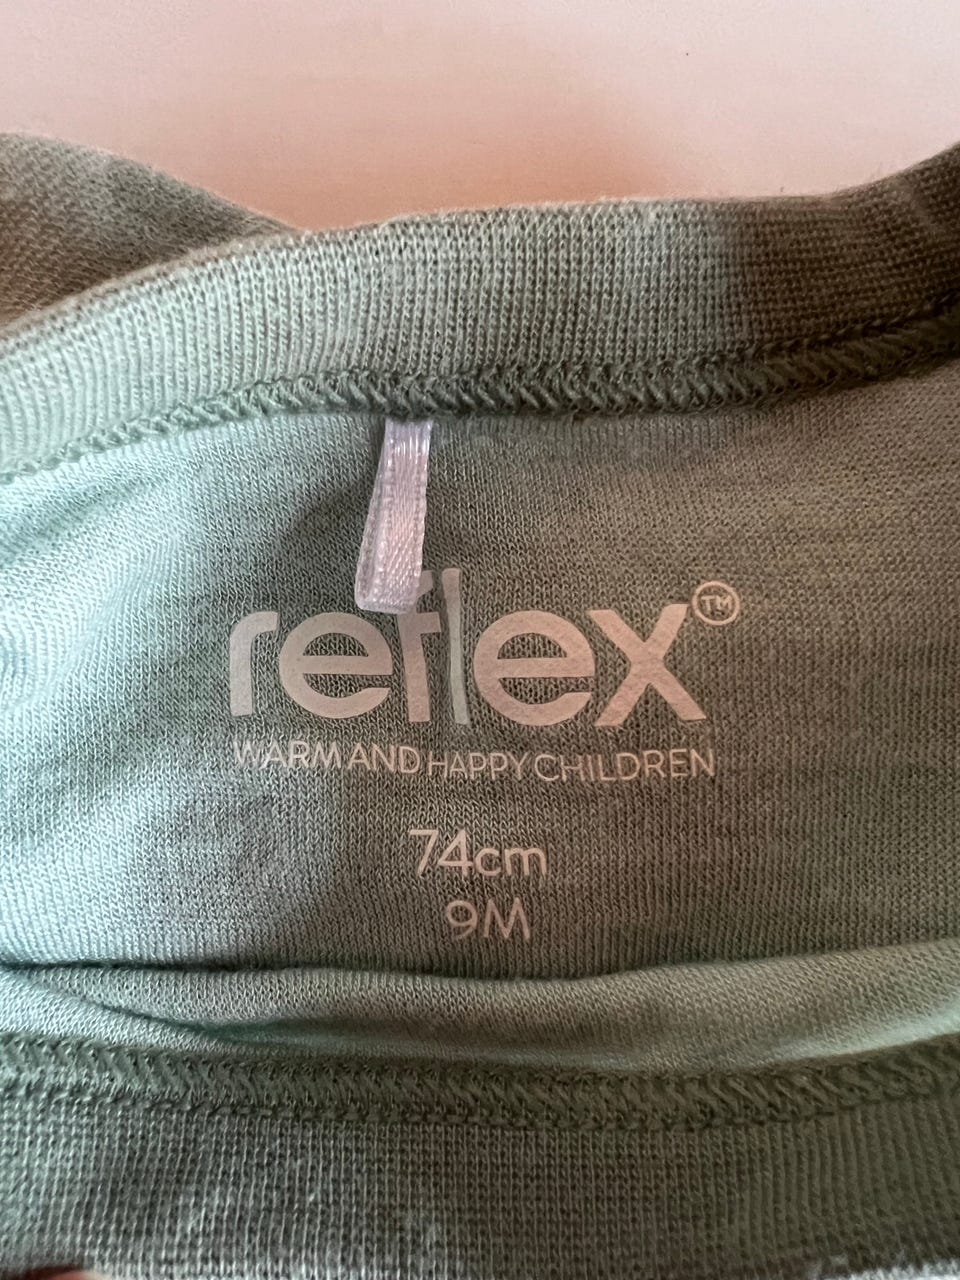 reflex™
WARM AND HAPPY CHILDREN
74cm
9M